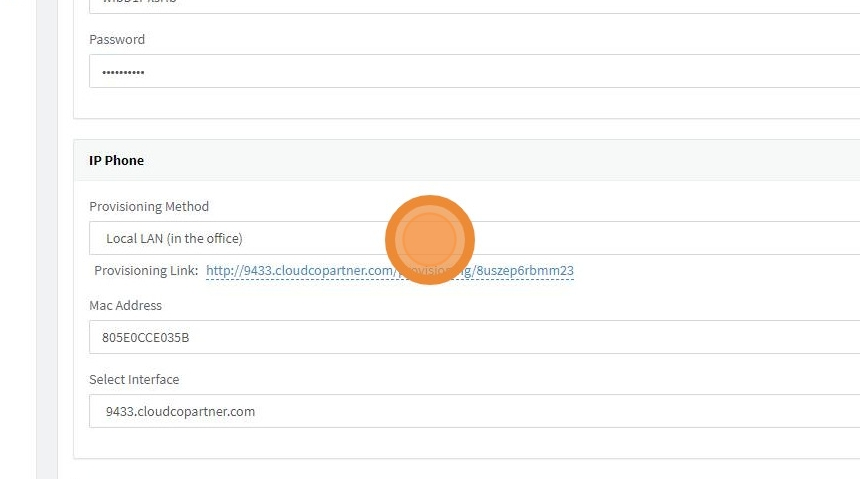 Password
••••••••••
IP Phone
Provisioning Method
Local LAN (in the office)
Provisioning Link: http://9433.cloudcopartner.com/provisioning/8uszep6rbmm23
Mac Address
805E0CCE035B
Select Interface
9433.cloudcopartner.com